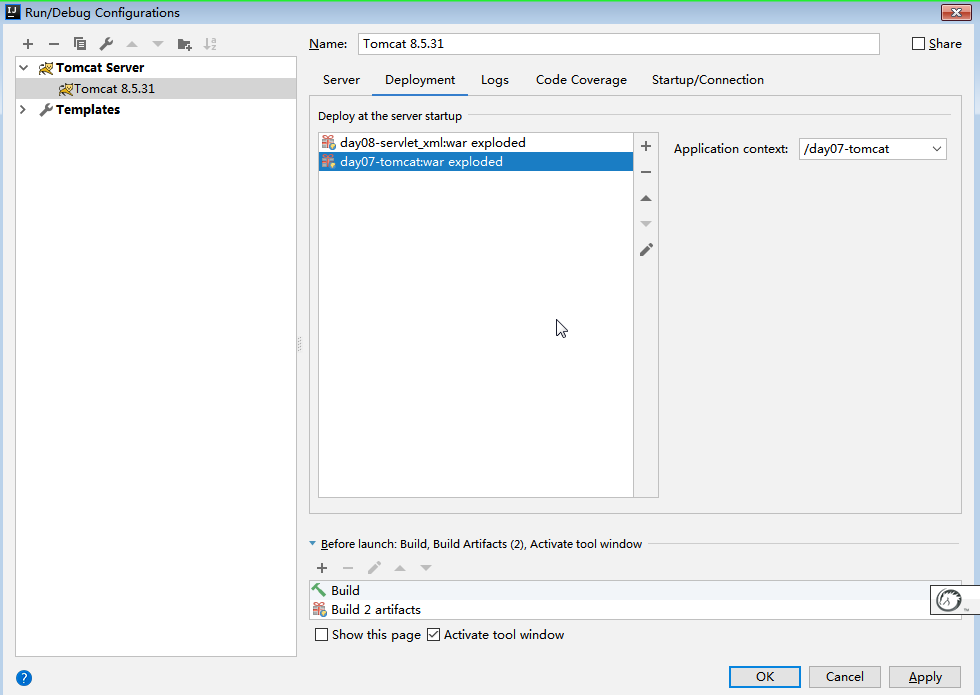 Run/Debug Configurations
Name: Tomcat 8.5.31
Share
Tomcat Server
Tomcat 8.5.31
Templates
Server Deployment Logs Code Coverage Startup/Connection
Deploy at the server startup
day08-servlet_xml:war exploded
day07-tomcat:war exploded
Application context: /day07-tomcat
Before launch: Build, Build Artifacts (2), Activate tool window
Build
Build 2 artifacts
Show this page Activate tool window
OK Cancel Apply